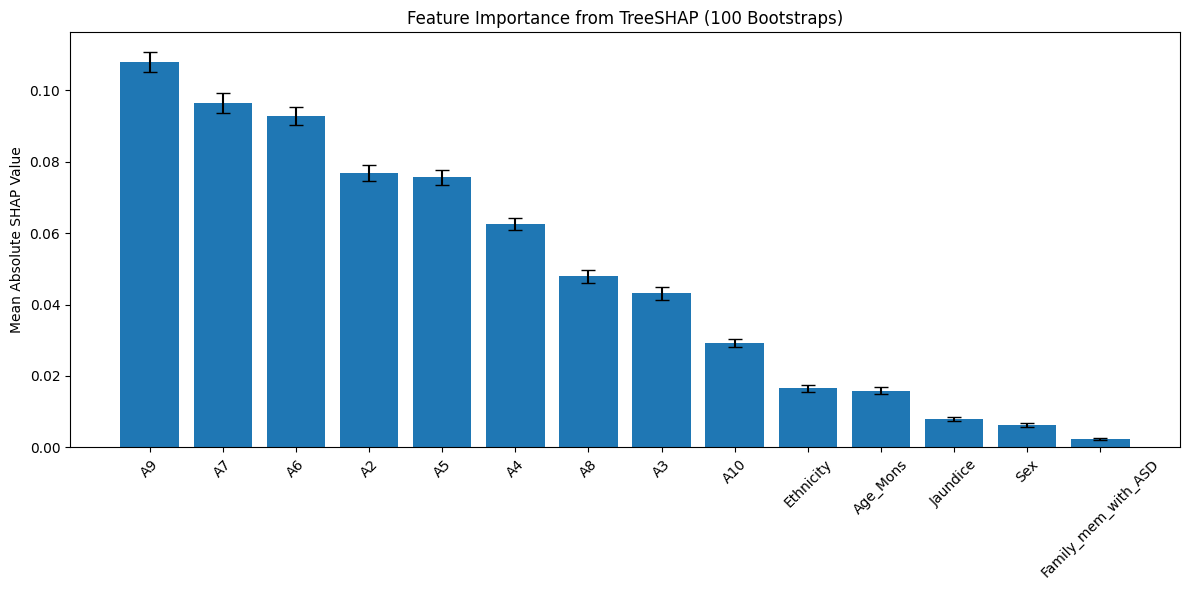 Feature Importance from TreeSHAP (100 Bootstraps)
Mean Absolute SHAP Value
0.10
0.08
0.06
0.04
0.02
0.00
A9
A7
A6
A2
A5
A4
A8
A3
A10
Ethnicity
Age_Mons
Jaundice
Sex
Family_mem_with_ASD